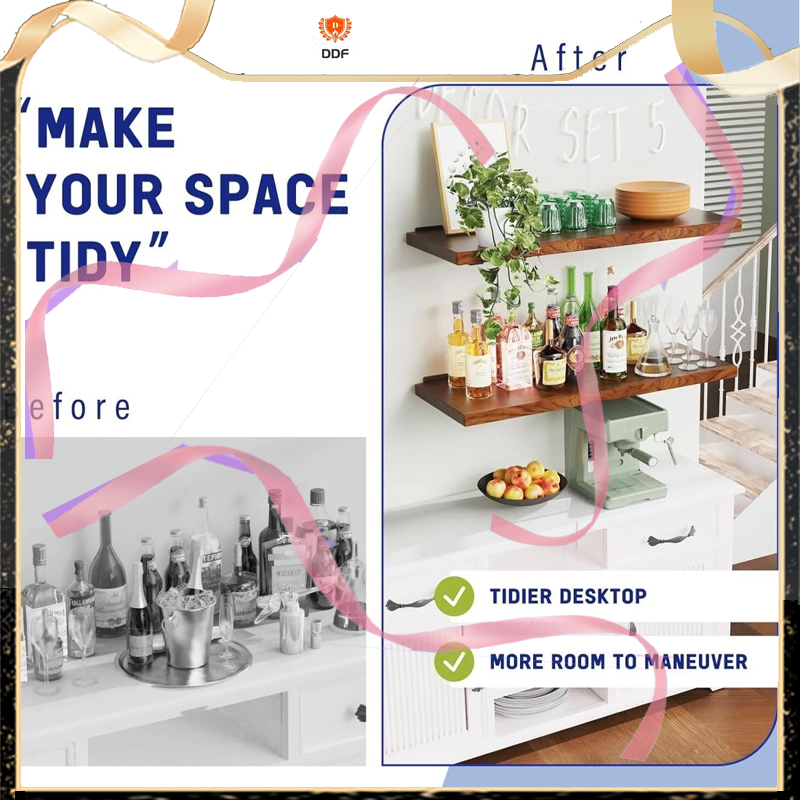 DDF
After
“MAKE
YOUR SPACE
TIDY”
Before
DECOR SET 5
TIDIER DESKTOP
MORE ROOM TO MANEUVER